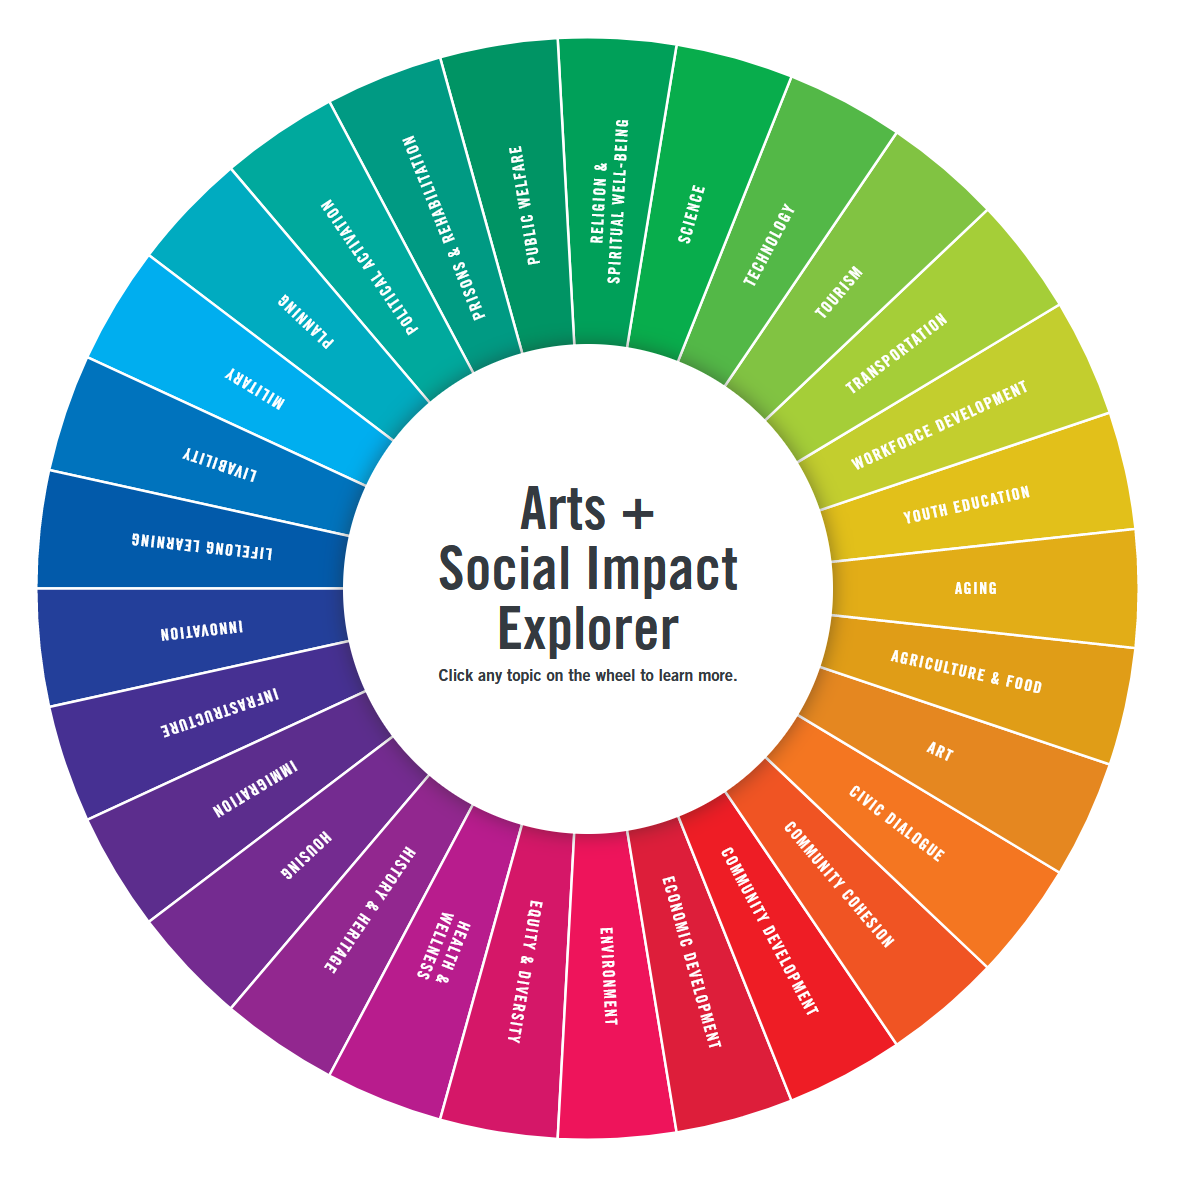 Arts +
Social Impact
Explorer
Click any topic on the wheel to learn more.
RELIGION &
SPIRITUAL WELL-BEING
SCIENCE
TECHNOLOGY
TOURISM
TRANSPORTATION
WORKFORCE DEVELOPMENT
YOUTH EDUCATION
AGING
AGRICULTURE & FOOD
ART
CIVIC DIALOGUE
COMMUNITY COHESION
COMMUNITY DEVELOPMENT
ECONOMIC DEVELOPMENT
ENVIRONMENT
EQUITY & DIVERSITY
HEALTH &
WELLNESS
HISTORY & HERITAGE
HOUSING
IMMIGRATION
INFRASTRUCTURE
INNOVATION
LIFELONG LEARNING
LIVABILITY
MILITARY
PLANNING
POLITICAL ACTIVATION
PRISONS & REHABILITATION
PUBLIC WELFARE